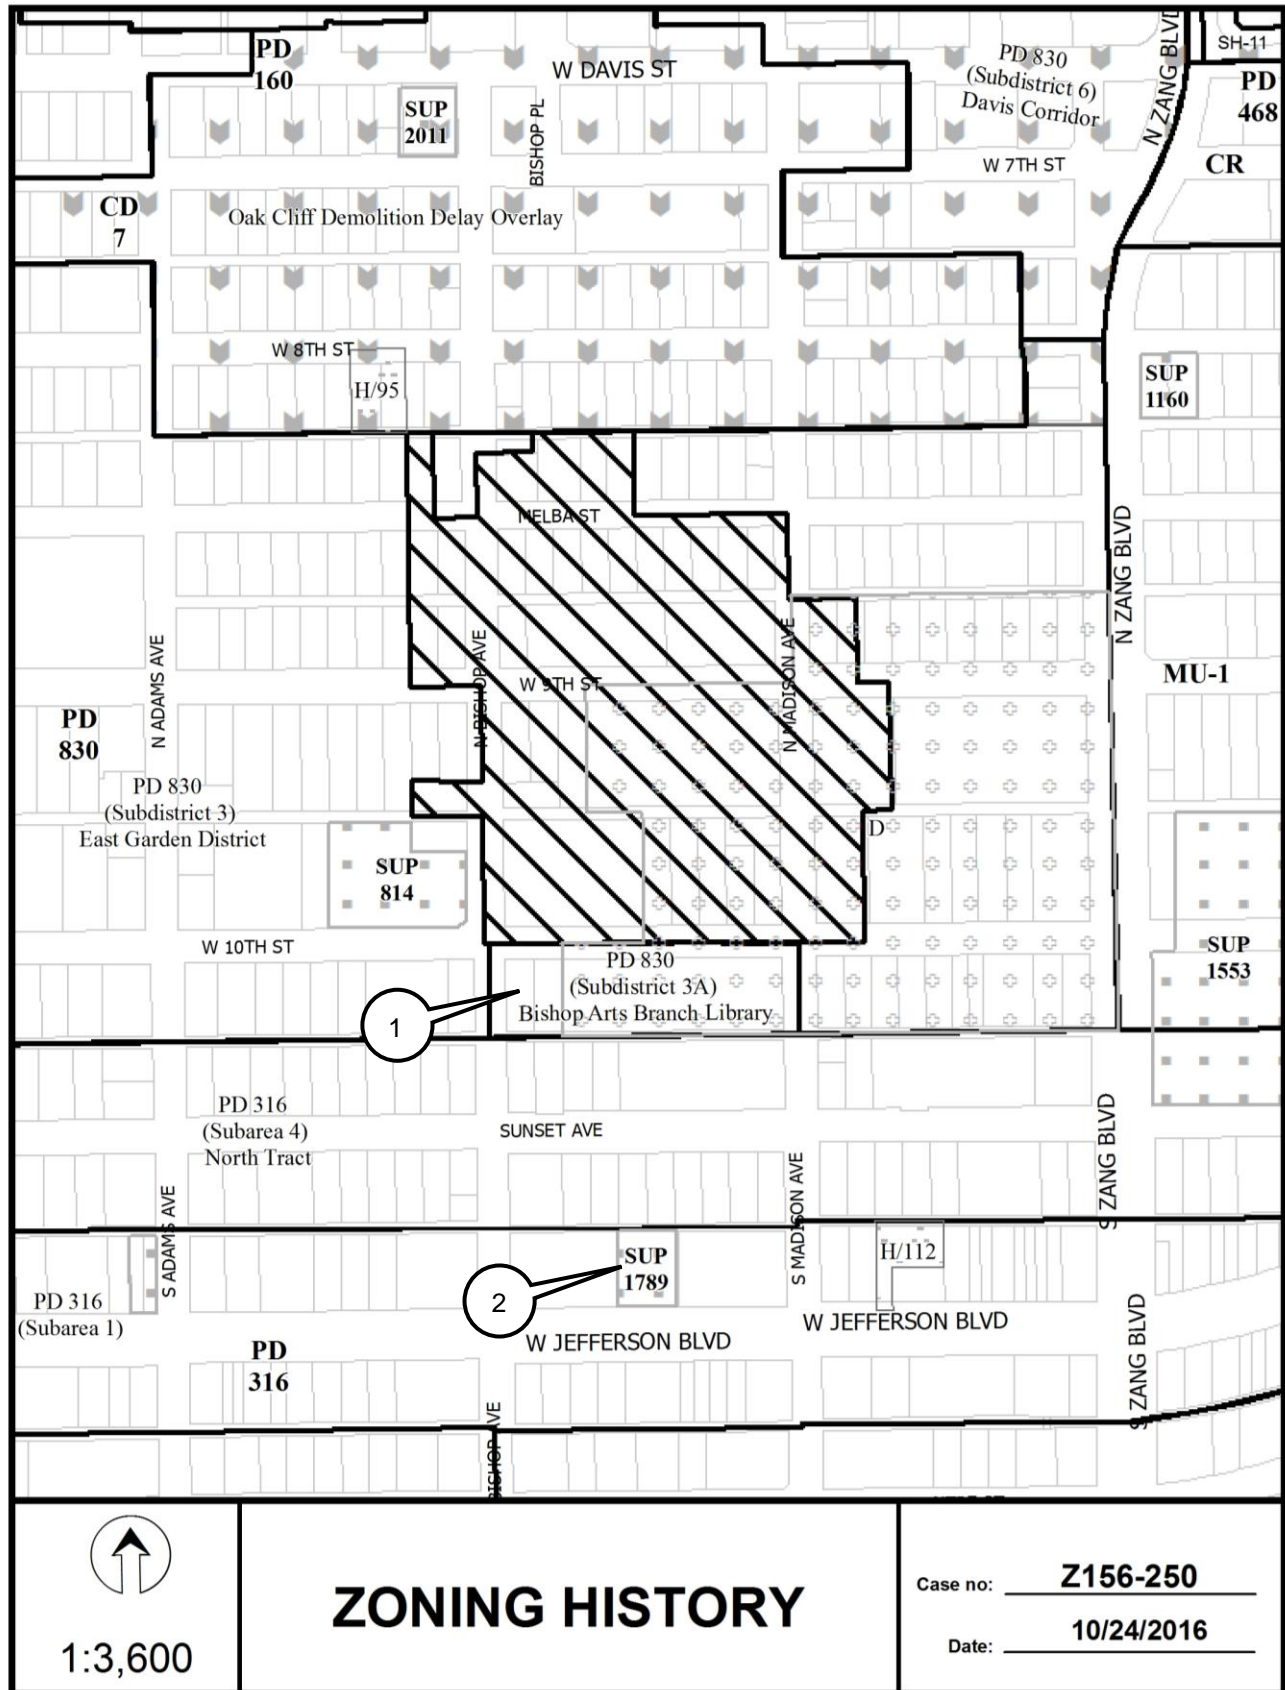 PD
160
W DAVIS ST
PD 830
(Subdistrict 6)
Davis Corridor
N ZANG BLVD
SH-11
PD
468
SUP
2011
BISHOP PL
W 7TH ST
CR
CD
7
Oak Cliff Demolition Delay Overlay
W 8TH ST
H/95
SUP
1160
MELBA ST
N ZANG BLVD
N ADAMS AVE
N BISHOP AVE
W 9TH ST
N MADISON AVE
MU-1
PD
830
PD 830
(Subdistrict 3)
East Garden District
D
SUP
814
W 10TH ST
SUP
1553
PD 830
(Subdistrict 3A)
Bishop Arts Branch Library
1
PD 316
(Subarea 4)
North Tract
SUNSET AVE
S ZANG BLVD
S ADAMS AVE
S MADISON AVE
SUP
1789
H/112
2
PD 316
(Subarea 1)
W JEFFERSON BLVD
W JEFFERSON BLVD
S ZANG BLVD
PD
316
BISHOP AVE
1:3,600
ZONING HISTORY
Case no: Z156-250
Date: 10/24/2016